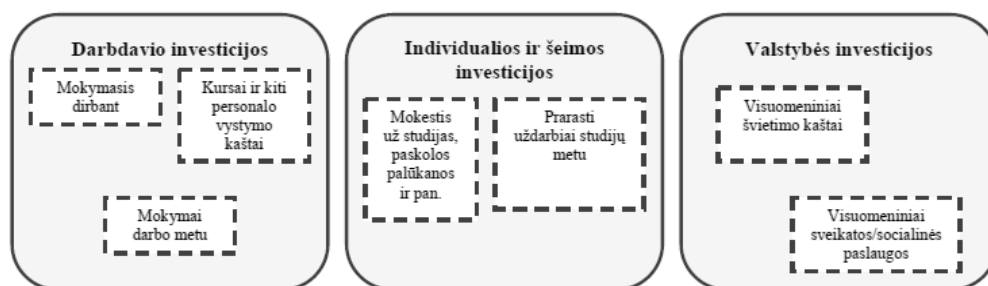 Darbdavio investicijos
Mokymasis
dirbant
Kursai ir kiti
personalo
vystymo
kaštai
Mokymai
darbo metu
Individualios ir šeimos
investicijos
Mokestis
už studijas,
paskolos
palūkanos
ir pan.
Prarasti
uždarbiai studijų
metu
Valstybės investicijos
Visuomeniniai
švietimo kaštai
Visuomeniniai
sveikatos/socialinės
paslaugos